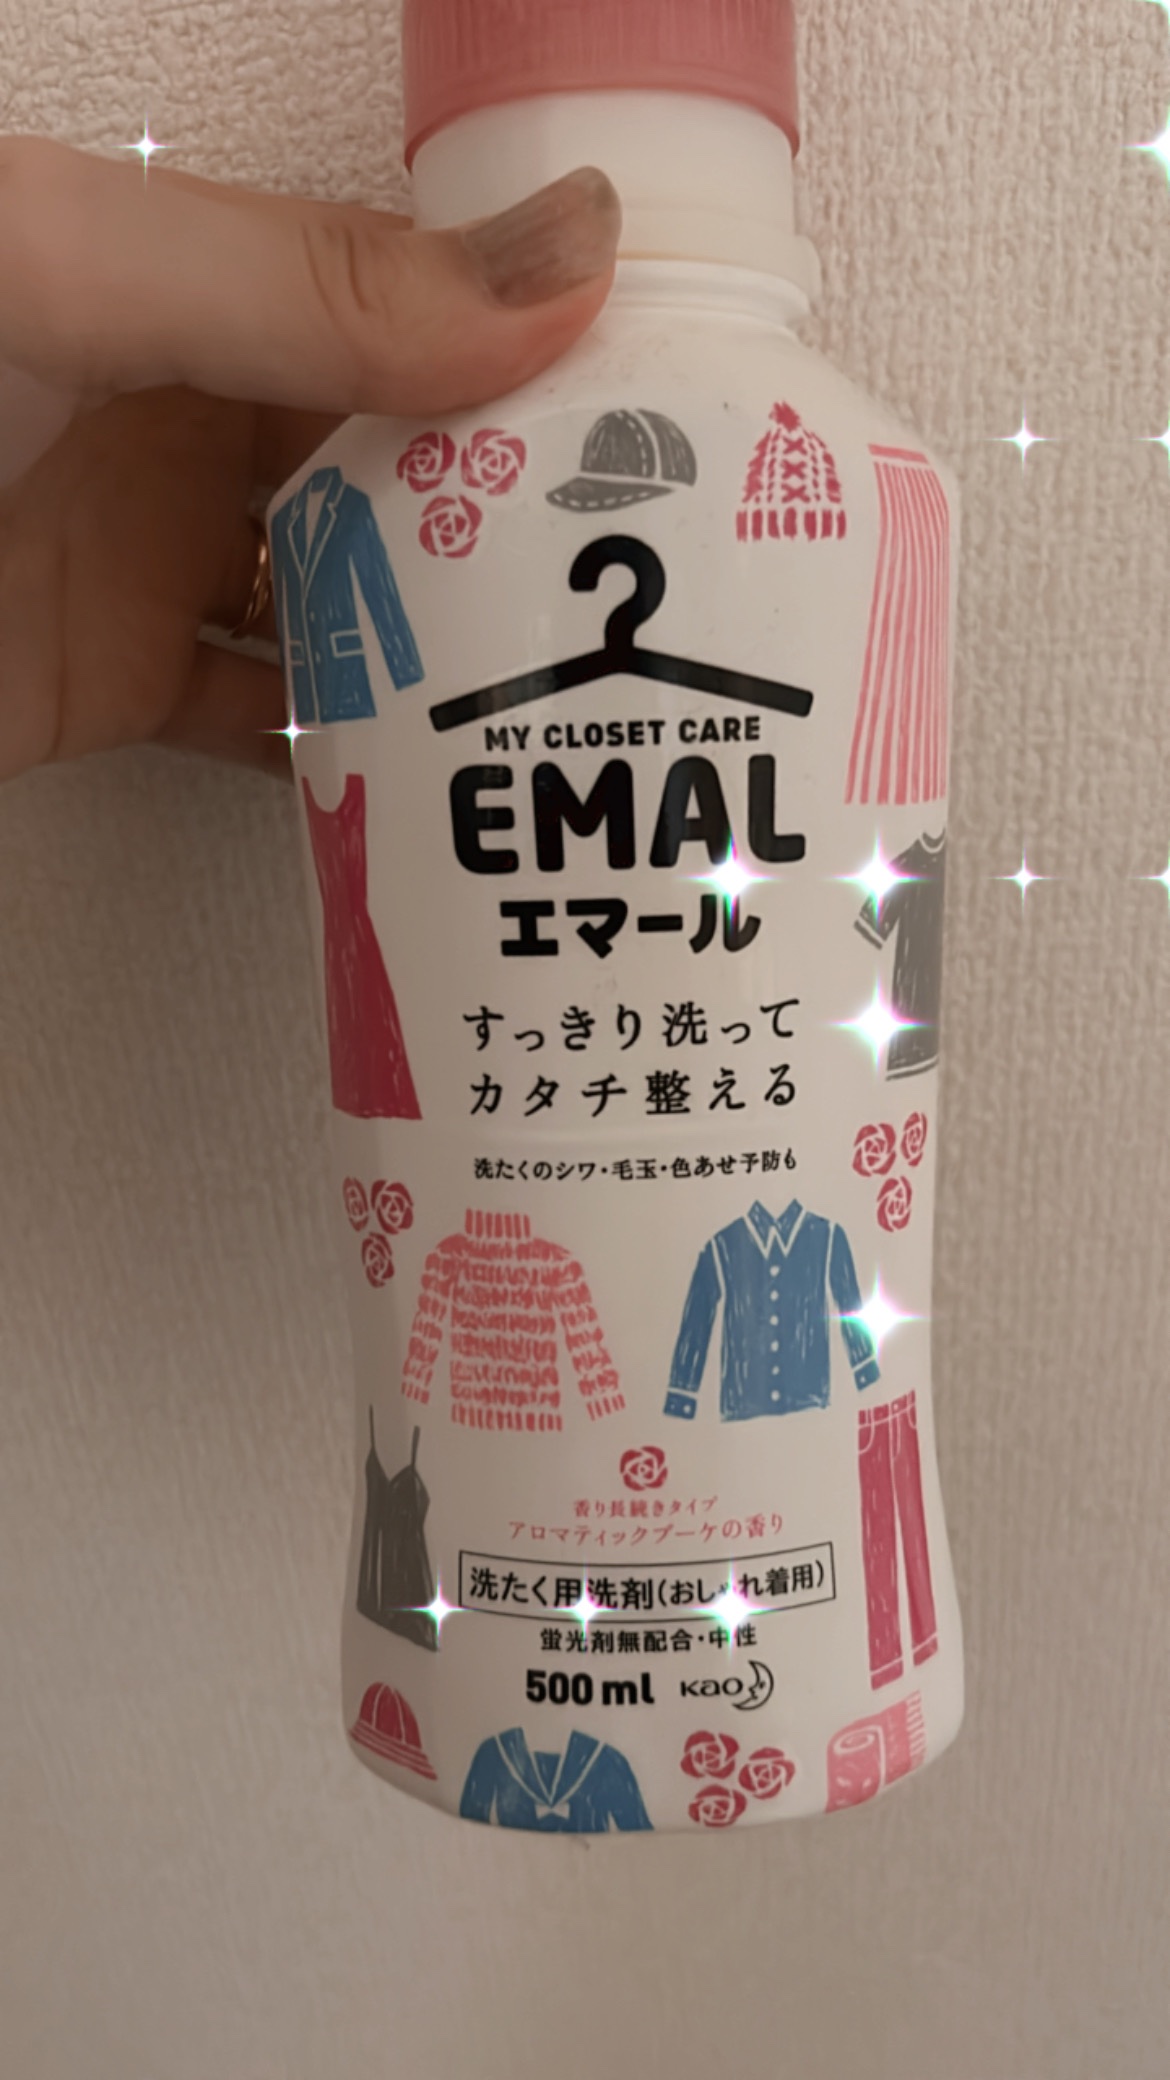 MY CLOSET CARE
EMAL
エマール
すっきり洗って
カタチ整える
洗たくのシワ・毛玉・色あせ予防も
香り長続きタイプ
アロマティックブーケの香り
洗たく用洗剤(おしゃれ着用)
蛍光剤無配合・中性
500 ml kao